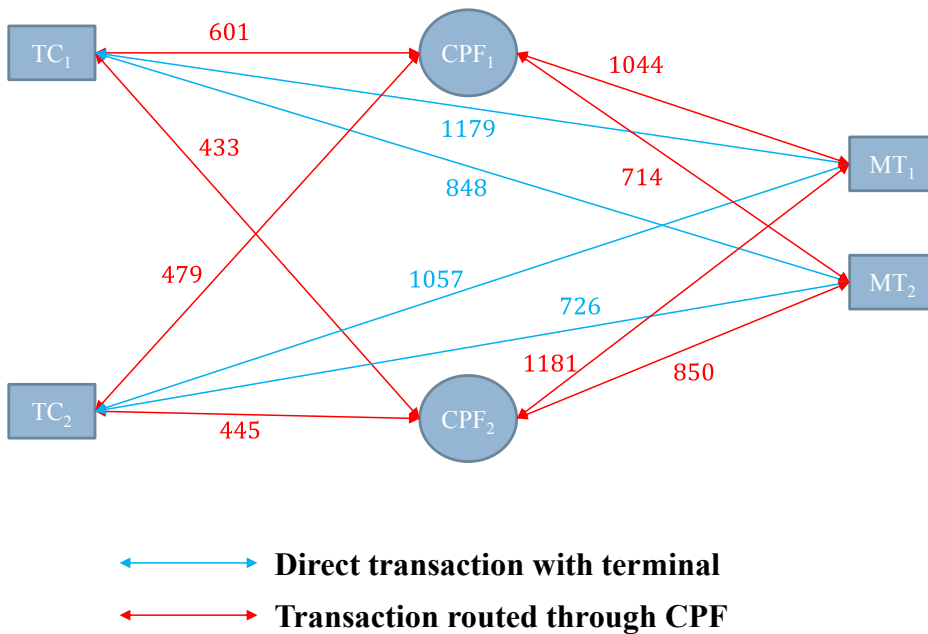 601
TC1
CPF1
1044
1179
433
714
MT1
848
479
1057
MT2
726
1181
850
TC2
CPF2
445
Direct transaction with terminal
Transaction routed through CPF